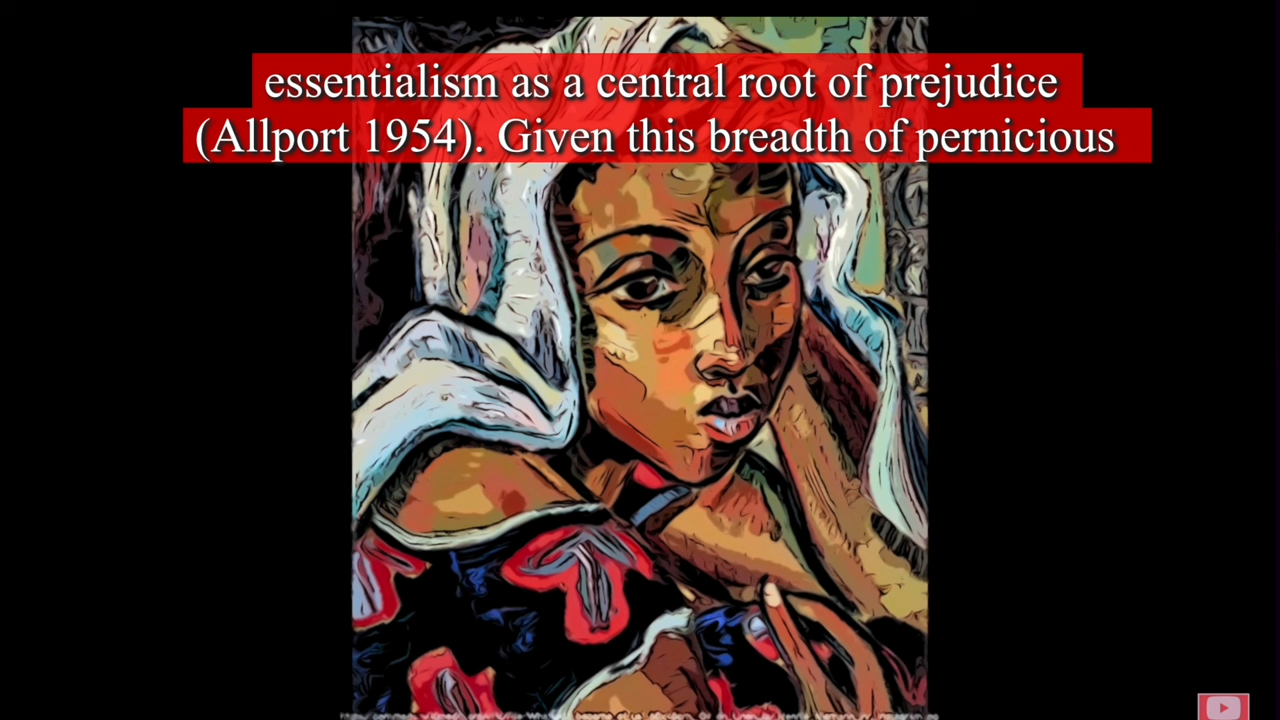 essentialism as a central root of prejudice
(Allport 1954). Given this breadth of pernicious